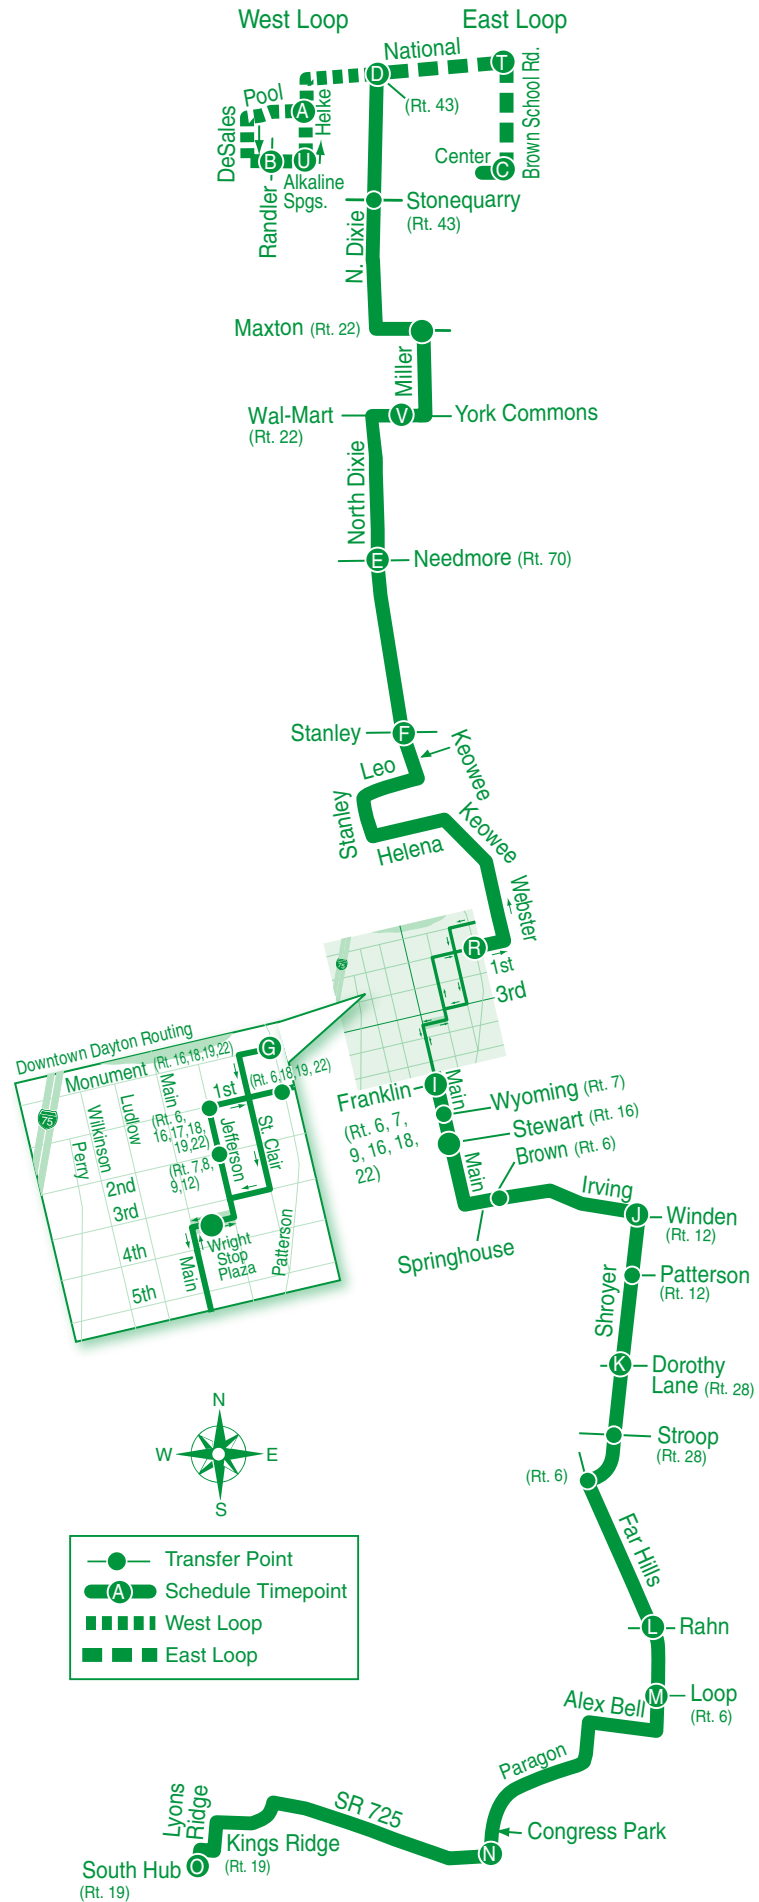 West Loop
East Loop
National
D
T
(Rt. 43)
Pool
A
Helke
DeSales
B
U
Alkaline
Spgs.
Randler
Brown School Rd.
Center
C
Stonequarry
(Rt. 43)
N. Dixie
Maxton (Rt. 22)
Miller
Wal-Mart
(Rt. 22)
V
York Commons
North Dixie
E
Needmore (Rt. 70)
Stanley
F
Keowee
Leo
Stanley
Helena
Keowee
Webster
R
1st
3rd
75
Downtown Dayton Routing
Monument (Rt. 16,18,19,22)
G
(Rt. 6,18,19, 22)
75
Perry
Wilkinson
Ludlow
Main
1st
(Rt. 6,
16,17,18,
19,22)
(Rt. 7,8,
9,12)
Jefferson
St. Clair
Patterson
2nd
3rd
4th
5th
Wright
Stop
Plaza
Main
Franklin
(Rt. 6, 7,
9, 16, 18,
22)
I
Main
Wyoming (Rt. 7)
Stewart (Rt. 16)
Brown (Rt. 6)
Main
Springhouse
Irving
J
Winden
(Rt. 12)
Patterson
(Rt. 12)
Shroyer
K
Dorothy
Lane (Rt. 28)
Stroop
(Rt. 28)
(Rt. 6)
Far Hills
L
Rahn
M
Loop
(Rt. 6)
Alex Bell
Paragon
Congress Park
N
SR 725
Lyons
Ridge
Kings Ridge
(Rt. 19)
South Hub
(Rt. 19)
O
N
W
E
S
Transfer Point
A
Schedule Timepoint
West Loop
East Loop